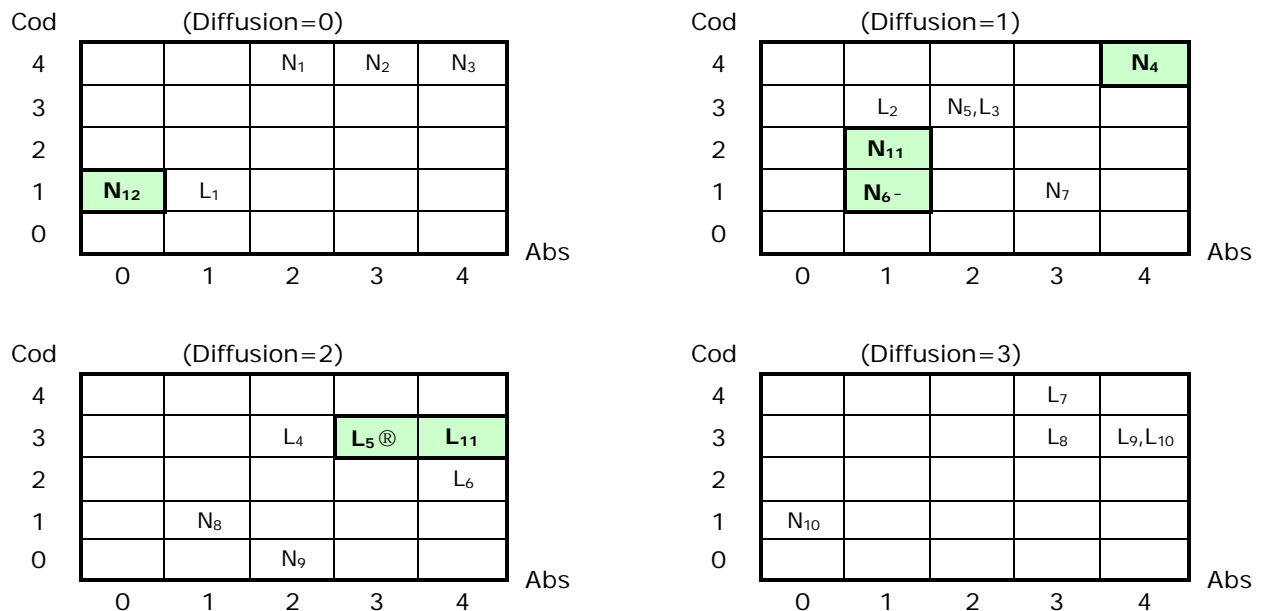 Cod (Diffusion=0)
4 N₁ N₂ N₃
3
2
1 N₁₂ L₁
0
Abs
0 1 2 3 4
Cod (Diffusion=1)
4 N₄
3 L₂ N₅,L₃
2 N₁₁
1 N₆- N₇
0
Abs
0 1 2 3 4
Cod (Diffusion=2)
4
3 L₄ L₅® L₁₁
2 L₆
1 N₈
0 N₉
Abs
0 1 2 3 4
Cod (Diffusion=3)
4 L₇
3 L₈ L₉,L₁₀
2
1 N₁₀
0
Abs
0 1 2 3 4